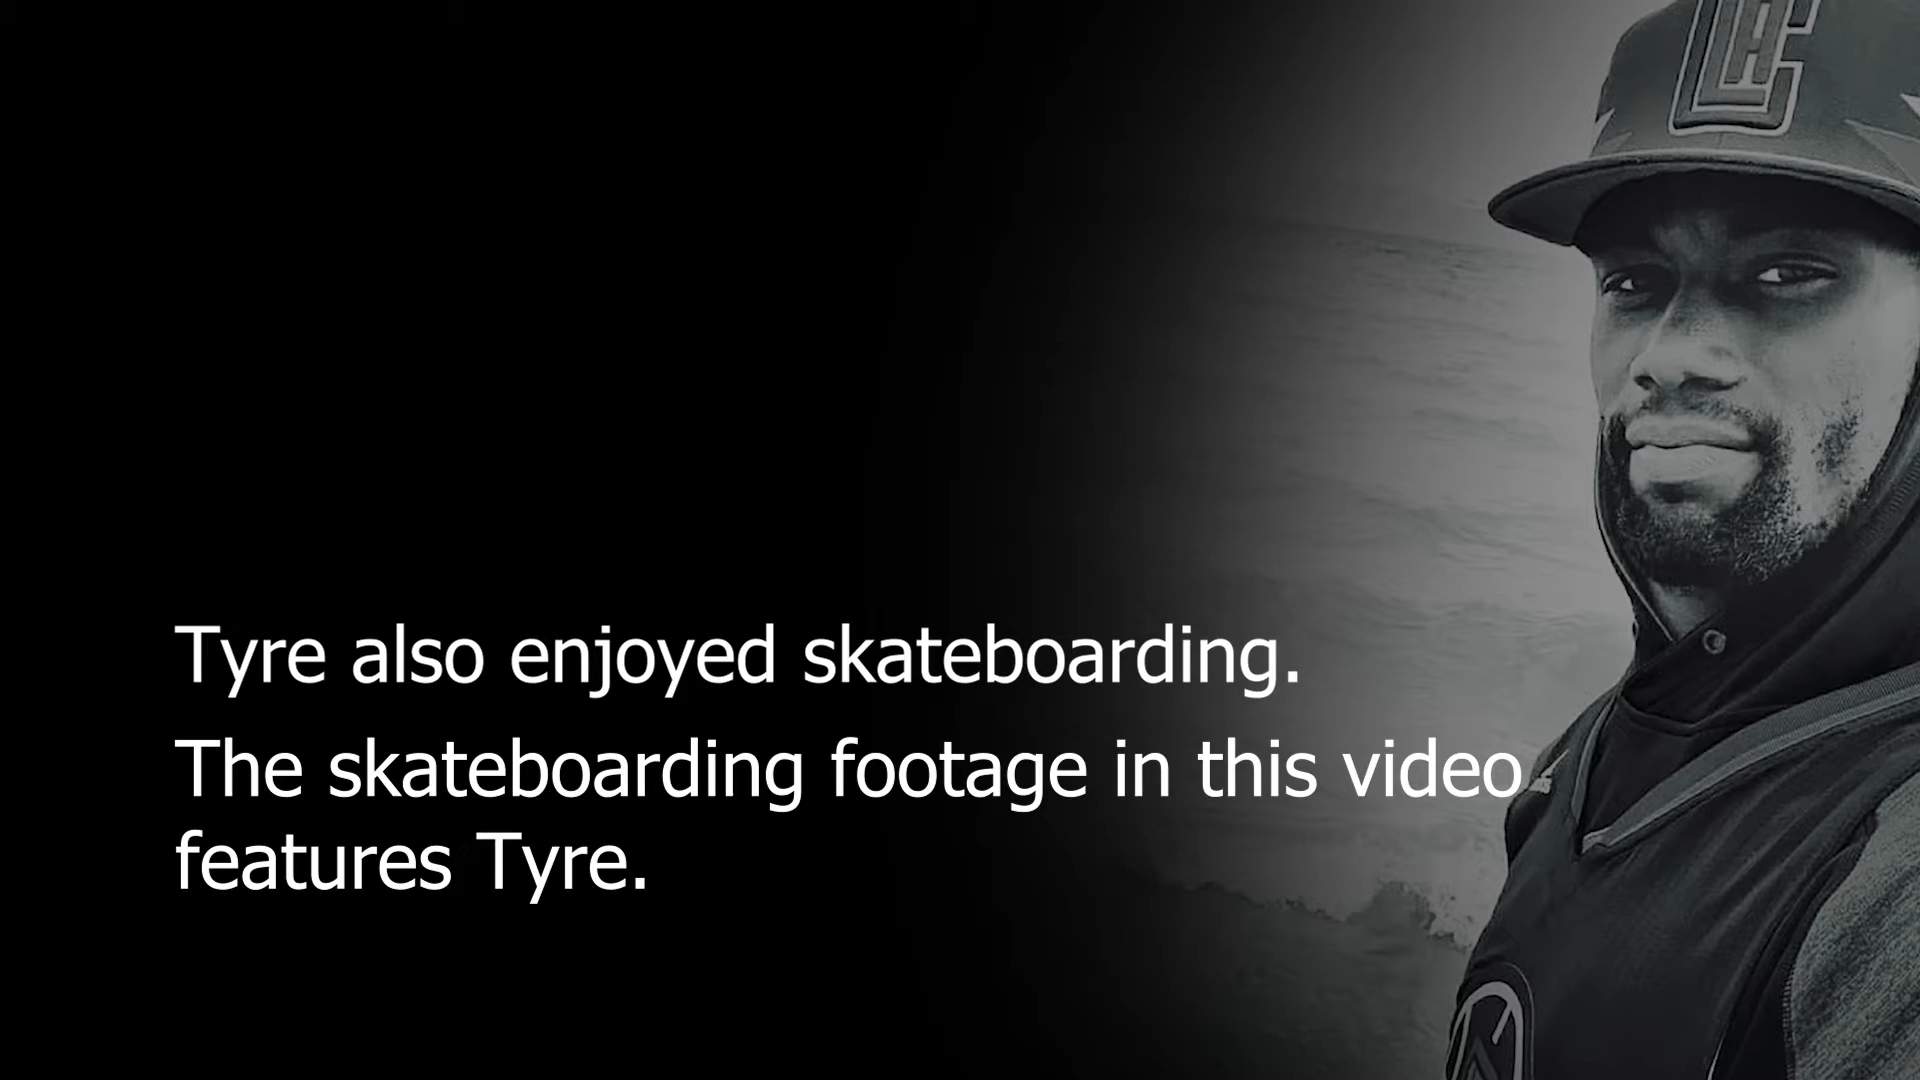 Tyre also enjoyed skateboarding.
The skateboarding footage in this video
features Tyre.